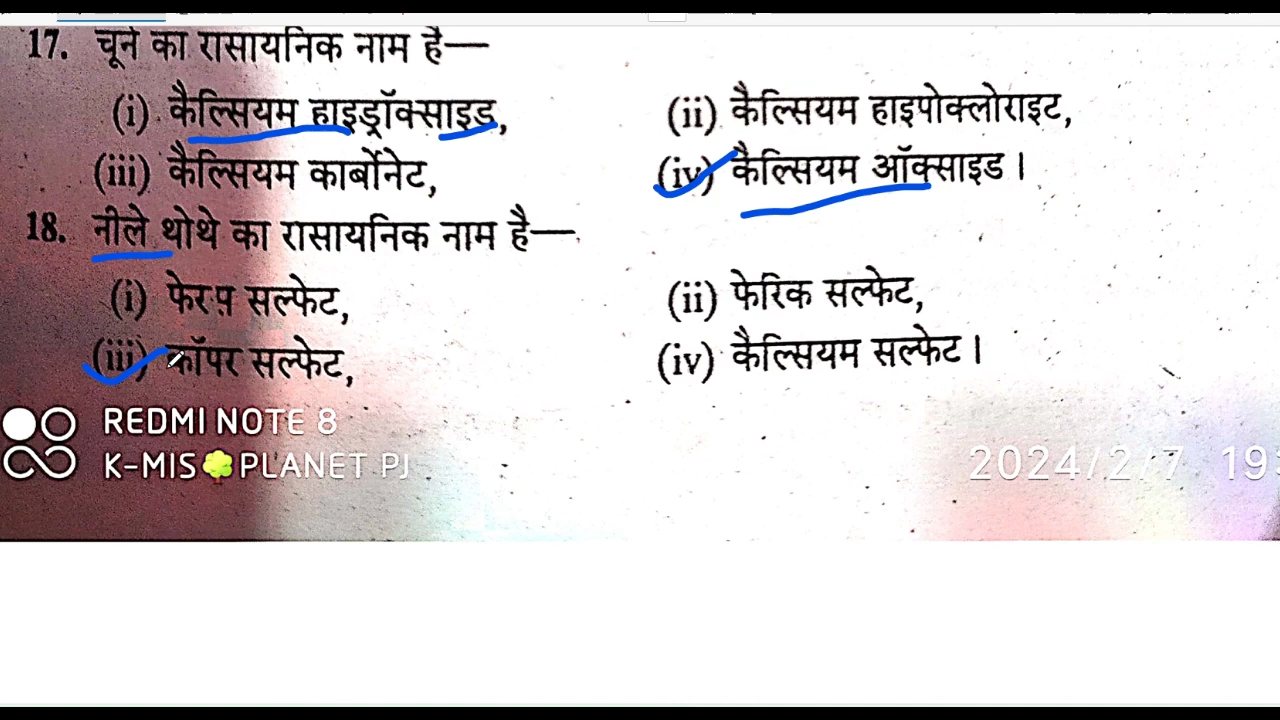 17. चूने का रासायनिक नाम है—
(i) कैल्सियम हाइड्रॉक्साइड,
(ii) कैल्सियम हाइपोक्लोराइट,
(iii) कैल्सियम कार्बोनेट,
(iv) कैल्सियम ऑक्साइड।
18. नीले थोथे का रासायनिक नाम है—
(i) फेरस सल्फेट,
(ii) फेरिक सल्फेट,
(iii) कॉपर सल्फेट,
(iv) कैल्सियम सल्फेट।
REDMI NOTE 8
K-MIS🌳PLANET PJ
2024/2/7 19